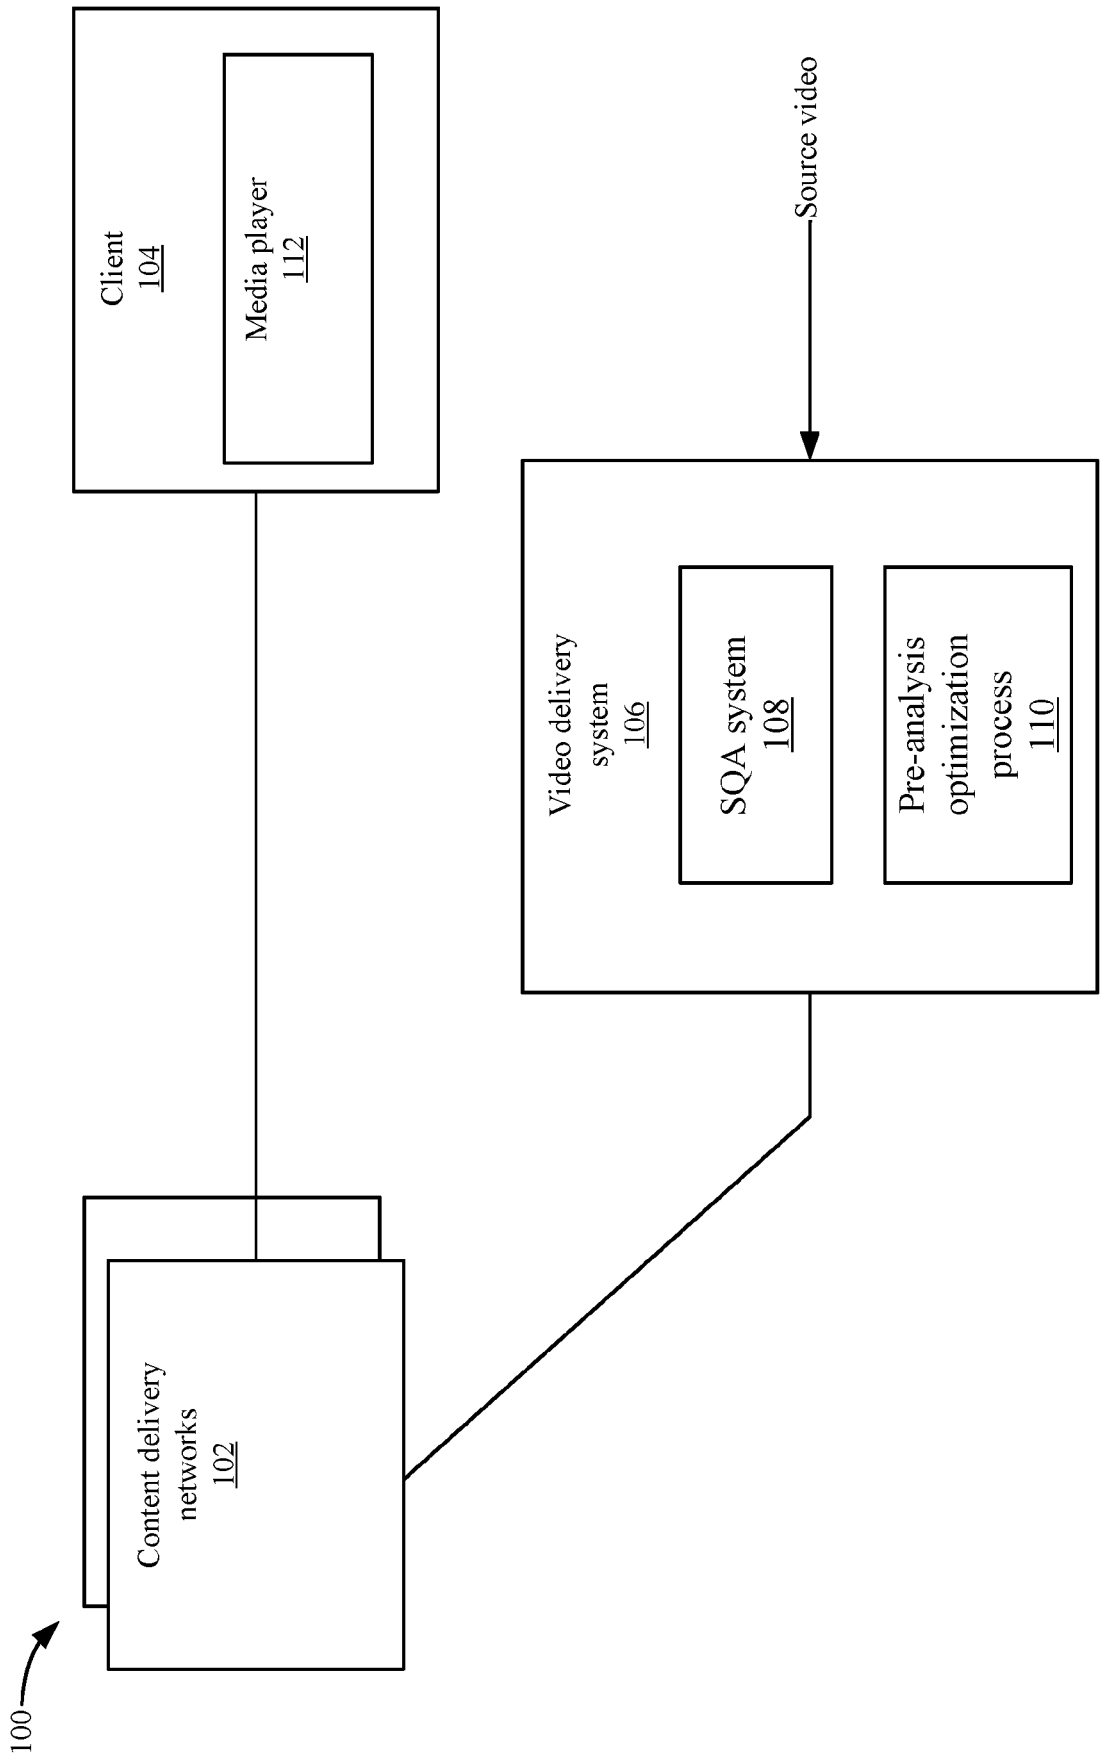 100
Content delivery
networks
102
Client
104
Media player
112
Video delivery
system
106
SQA system
108
Pre-analysis
optimization
process
110
Source video